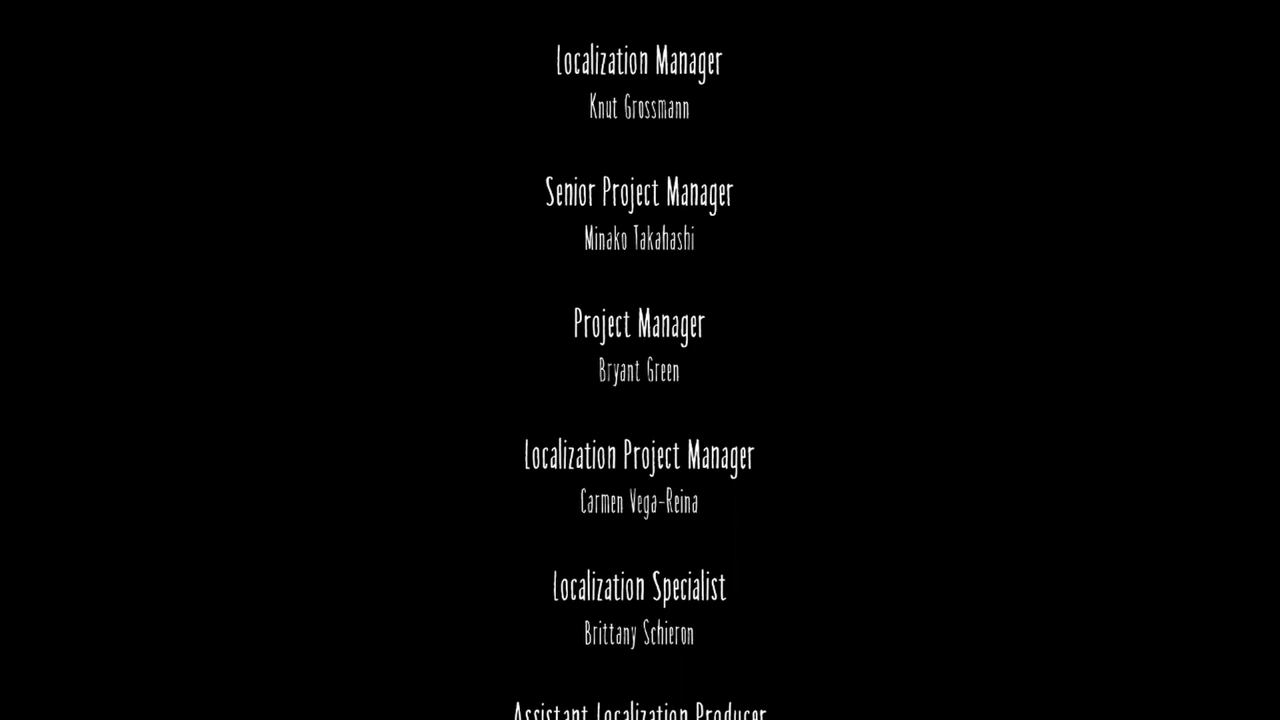 Localization Manager
Knut Grossmann
Senior Project Manager
Minako Takahashi
Project Manager
Bryant Green
Localization Project Manager
Carmen Vega-Reina
Localization Specialist
Brittany Schieron
Assistant Localization Producer